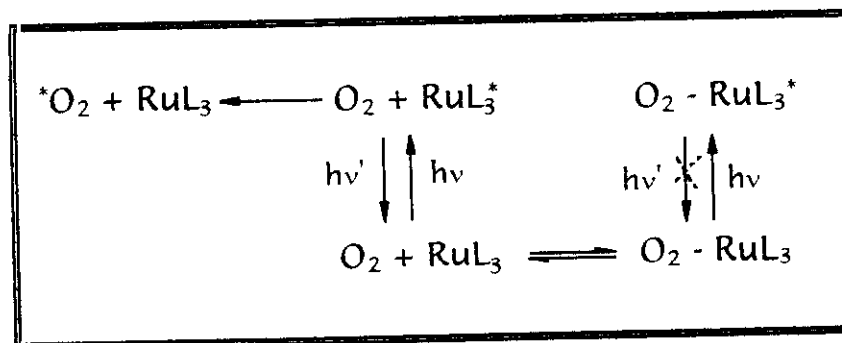 *O₂ + RuL₃ ← O₂ + RuL₃* O₂ - RuL₃*
hν' hν hν' hν
O₂ + RuL₃ ⇌ O₂ - RuL₃